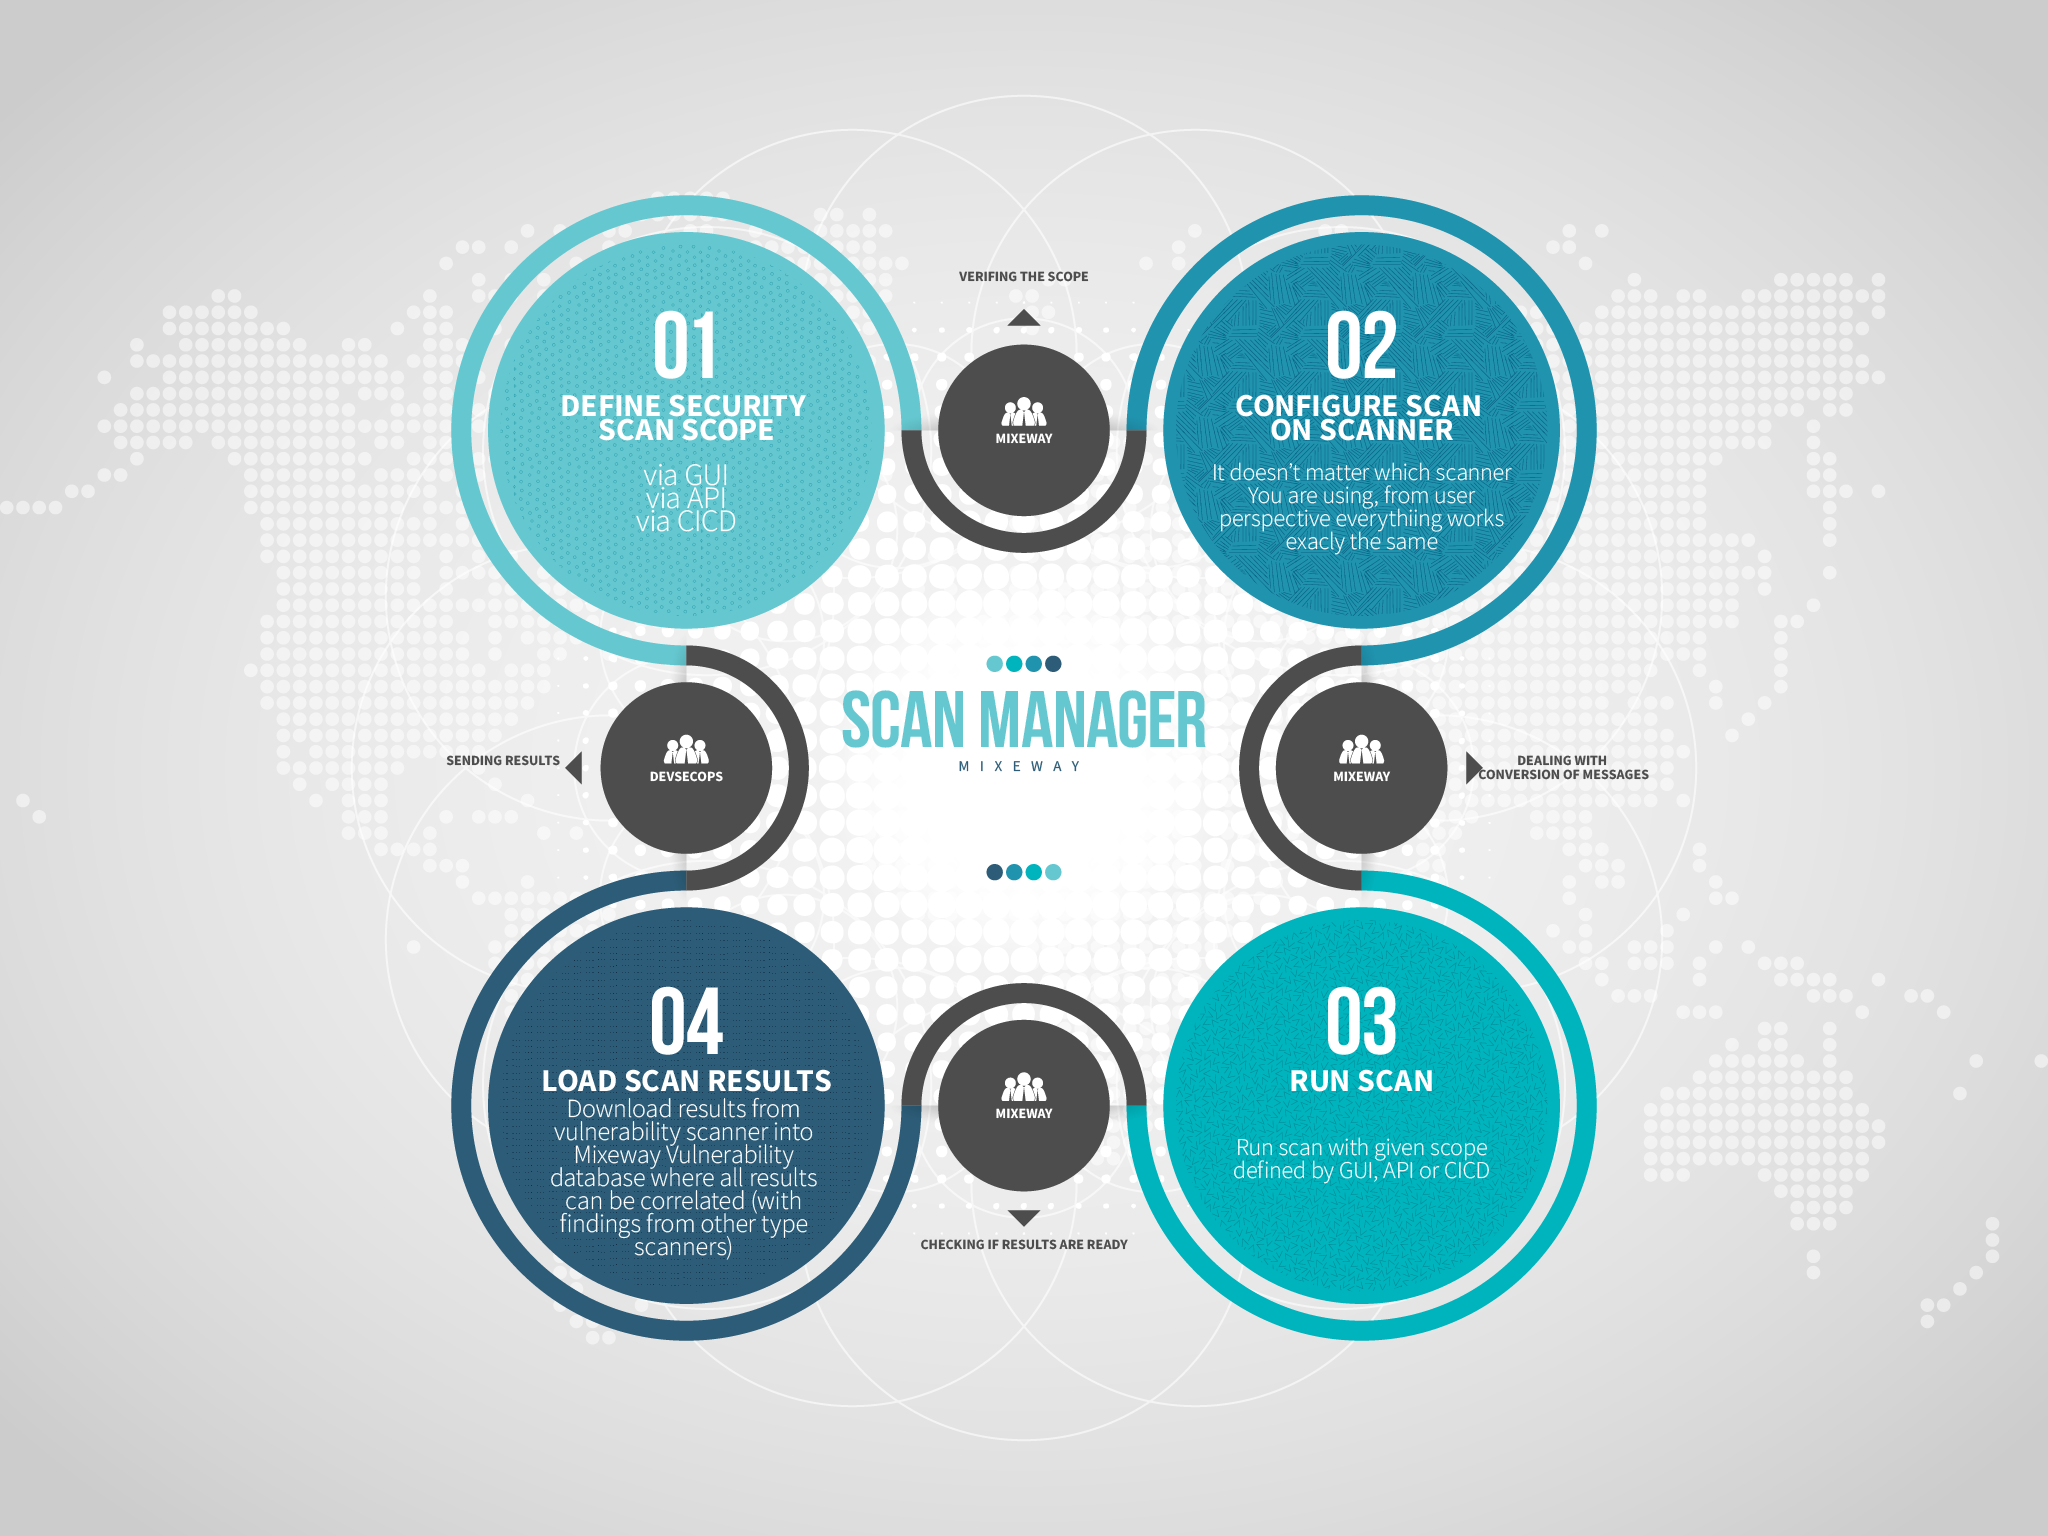 VERIFING THE SCOPE
01
DEFINE SECURITY
SCAN SCOPE
via GUI
via API
via CICD
MIXEWAY
02
CONFIGURE SCAN
ON SCANNER
It doesn't matter which scanner
You are using, from user
perspective everythiing works
exacly the same
SCAN MANAGER
MIXEWAY
SENDING RESULTS
DEVSECOPS
MIXEWAY
DEALING WITH
CONVERSION OF MESSAGES
04
LOAD SCAN RESULTS
Download results from
vulnerability scanner into
Mixeway Vulnerability
database where all results
can be correlated (with
findings from other type
scanners)
MIXEWAY
CHECKING IF RESULTS ARE READY
03
RUN SCAN
Run scan with given scope
defined by GUI, API or CICD